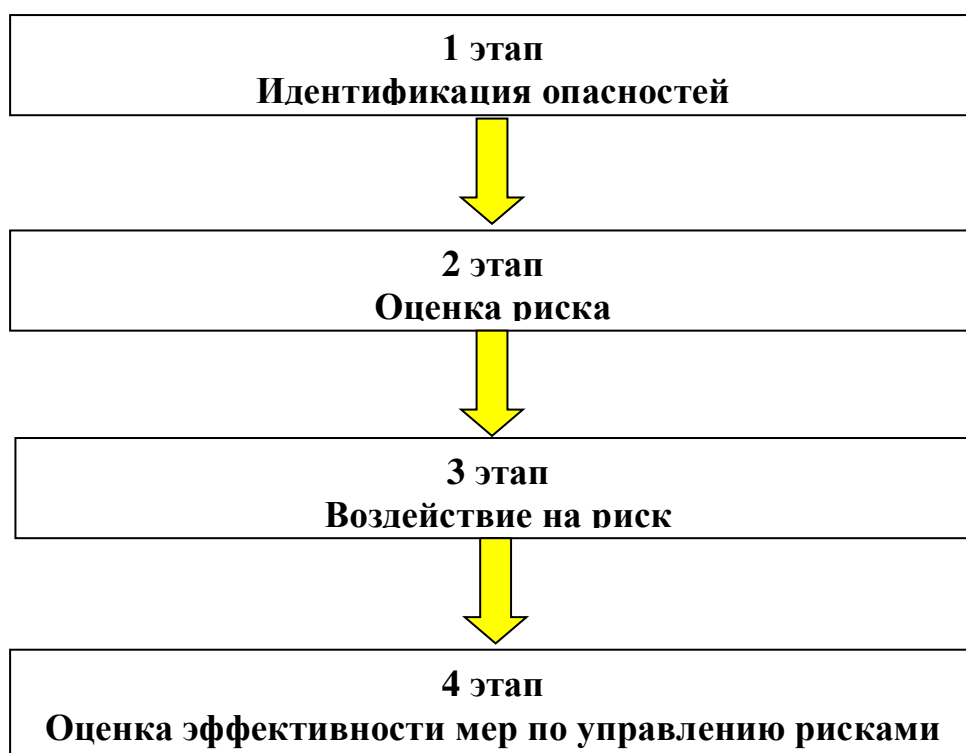 1 этап
Идентификация опасностей
2 этап
Оценка риска
3 этап
Воздействие на риск
4 этап
Оценка эффективности мер по управлению рисками